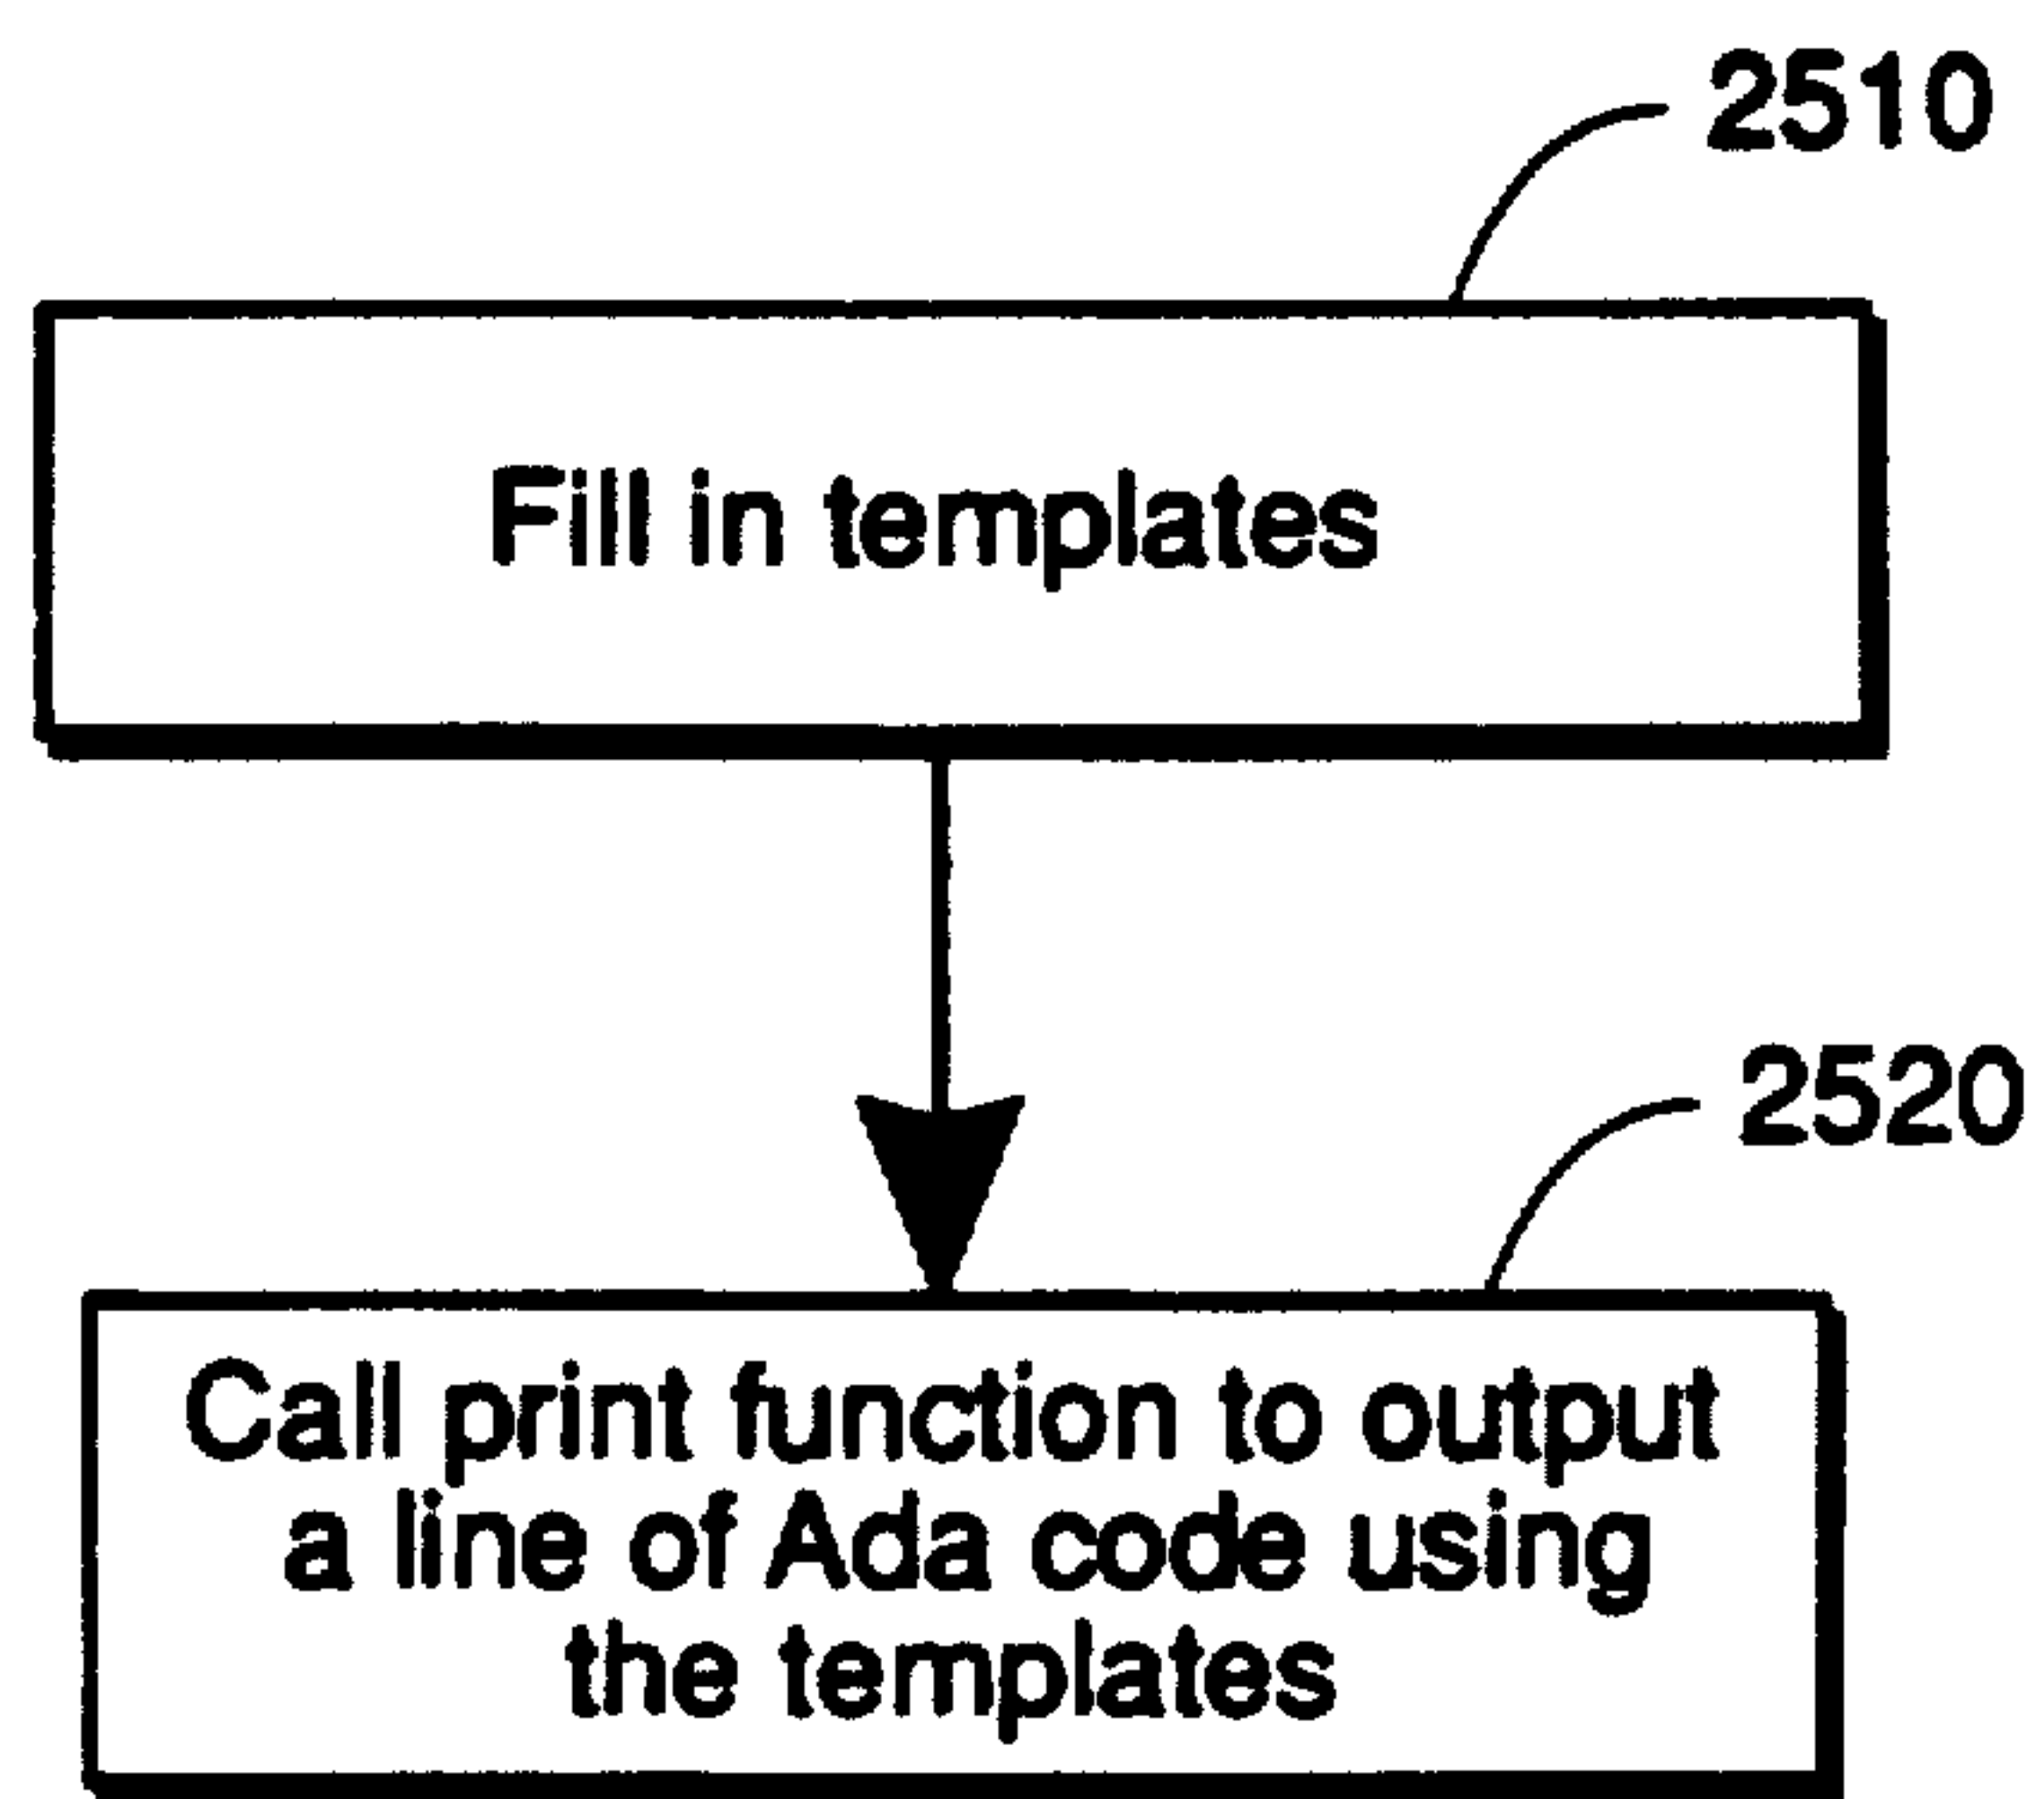 2510
Fill in templates
2520
Call print function to output
a line of Ada code using
the templates